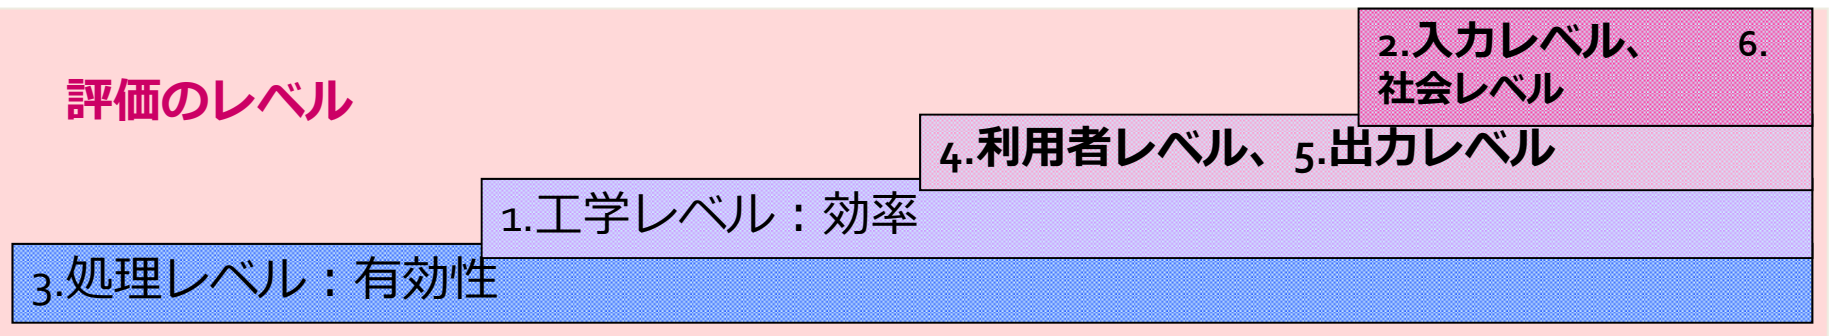 2.入力レベル、 6.
社会レベル
評価のレベル
4.利用者レベル、5.出力レベル
1.工学レベル：効率
3.処理レベル：有効性